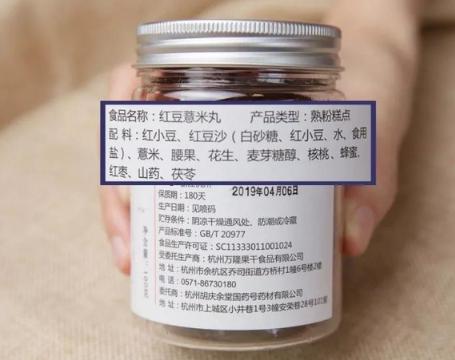 食品名称：红豆薏米丸 产品类型：熟粉糕点
配 料：红小豆、红豆沙（白砂糖、红小豆、水、食用
盐）、薏米、腰果、花生、麦芽糖醇、核桃、蜂蜜、
红枣、山药、茯苓
保质期：180天
2019年04月06日
生产日期：见喷码
贮存条件：阴凉干燥通风处、防潮或冷藏
产品标准号：GB/T 20977
食品生产许可证：SC11333011001024
受委托生产商：杭州万隆果干食品有限公司
地址：杭州市余杭区乔司街道方桥村1幢6号楼2楼
电话：0571-86730180
委托商：杭州胡庆余堂国药号药材有限公司
地址：杭州市上城区小井巷1号3幢安荣巷28号101室
净含量：